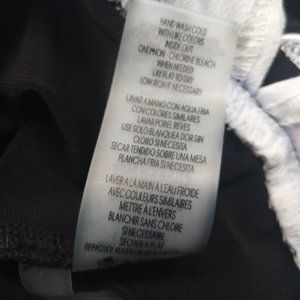 HAND WASH COLD
WITH LIKE COLORS
INSIDE OUT
ONLY NON - CHLORINE BLEACH
WHEN NEEDED
LAY FLAT TO DRY
LOW IRON IF NECESSARY
LAVAR A MANO CON AGUA FRIA
CON COLORES SIMILARES
LAVAR POR EL REVES
USE SOLO BLANQUEADOR SIN
CLORO SI NECESITA
SECAR TENDIDO SOBRE UNA MESA
PLANCHA FRIA SI NECESITA
LAVER A LA MAIN A L'EAU FROIDE
AVEC COULEURS SIMILAIRES
METTRE À L'ENVERS
BLANCHIR SANS CHLORE
SI NECESSAIRE
SECHER A PLAT
REPASSER